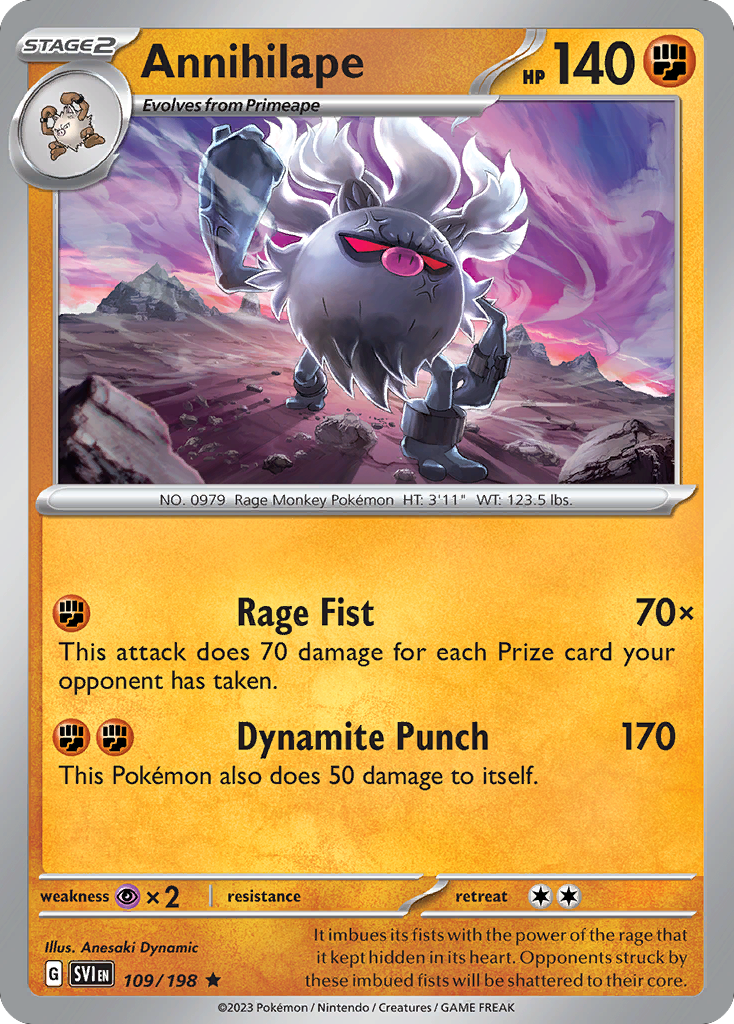 STAGE2
Annihilape
HP 140
Evolves from Primeape
NO. 0979 Rage Monkey Pokémon HT: 3'11" WT: 123.5 lbs.
Rage Fist 70×
This attack does 70 damage for each Prize card your
opponent has taken.
Dynamite Punch 170
This Pokémon also does 50 damage to itself.
weakness ×2 resistance retreat
Illus. Anesaki Dynamic
It imbues its fists with the power of the rage that
it kept hidden in its heart. Opponents struck by
these imbued fists will be shattered to their core.
G SVI EN 109/198 ★
©2023 Pokémon / Nintendo / Creatures / GAME FREAK